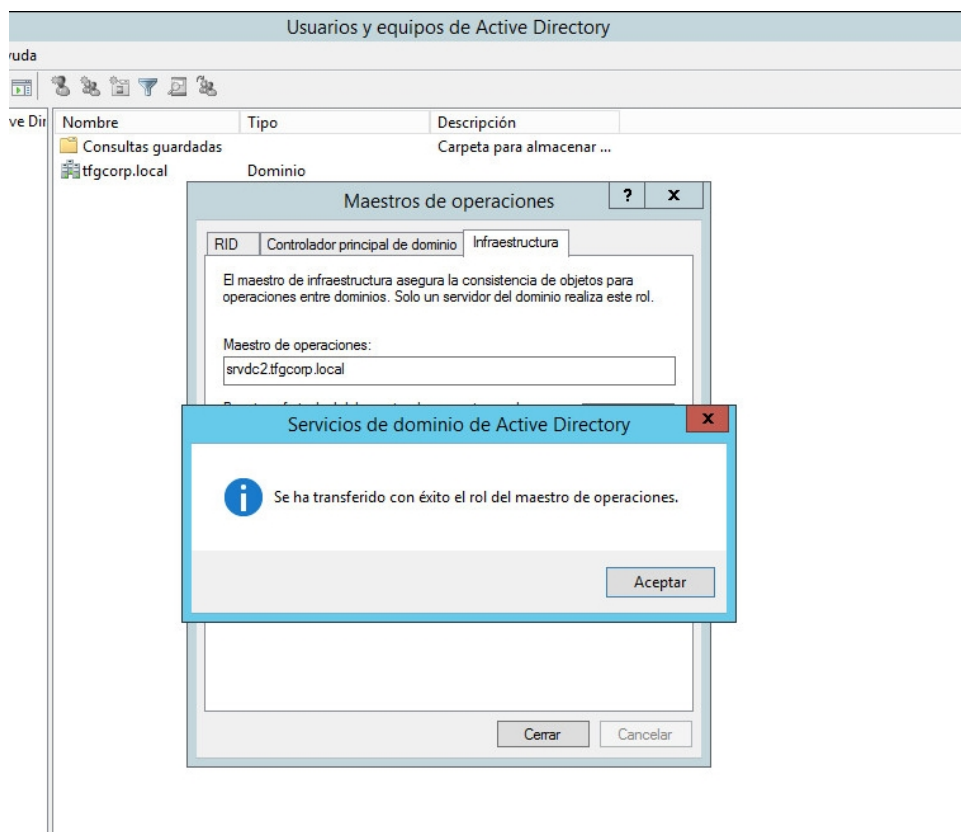 Usuarios y equipos de Active Directory
yuda
ve Dir
Nombre Tipo Descripción
Consultas guardadas Carpeta para almacenar ...
tfgcorp.local Dominio
Maestros de operaciones ? x
RID Controlador principal de dominio Infraestructura
El maestro de infraestructura asegura la consistencia de objetos para
operaciones entre dominios. Solo un servidor del dominio realiza este rol.
Maestro de operaciones:
srvdc2.tfgcorp.local
Servicios de dominio de Active Directory x
Se ha transferido con éxito el rol del maestro de operaciones.
Aceptar
Cerrar Cancelar